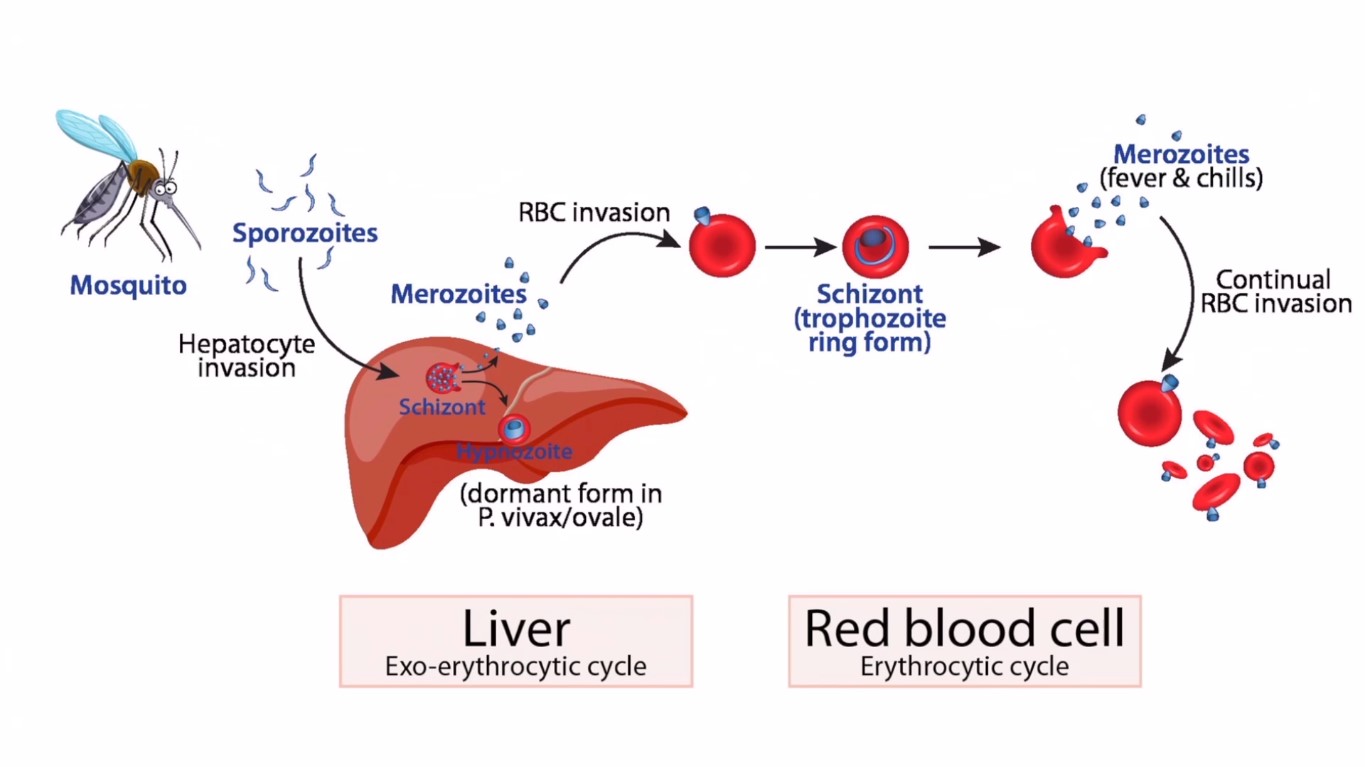 Mosquito
Sporozoites
Hepatocyte
invasion
Merozoites
Schizont
Hypnozoite
(dormant form in
P. vivax/ovale)
RBC invasion
Schizont
(trophozoite
ring form)
Merozoites
(fever & chills)
Continual
RBC invasion
Liver
Exo-erythrocytic cycle
Red blood cell
Erythrocytic cycle